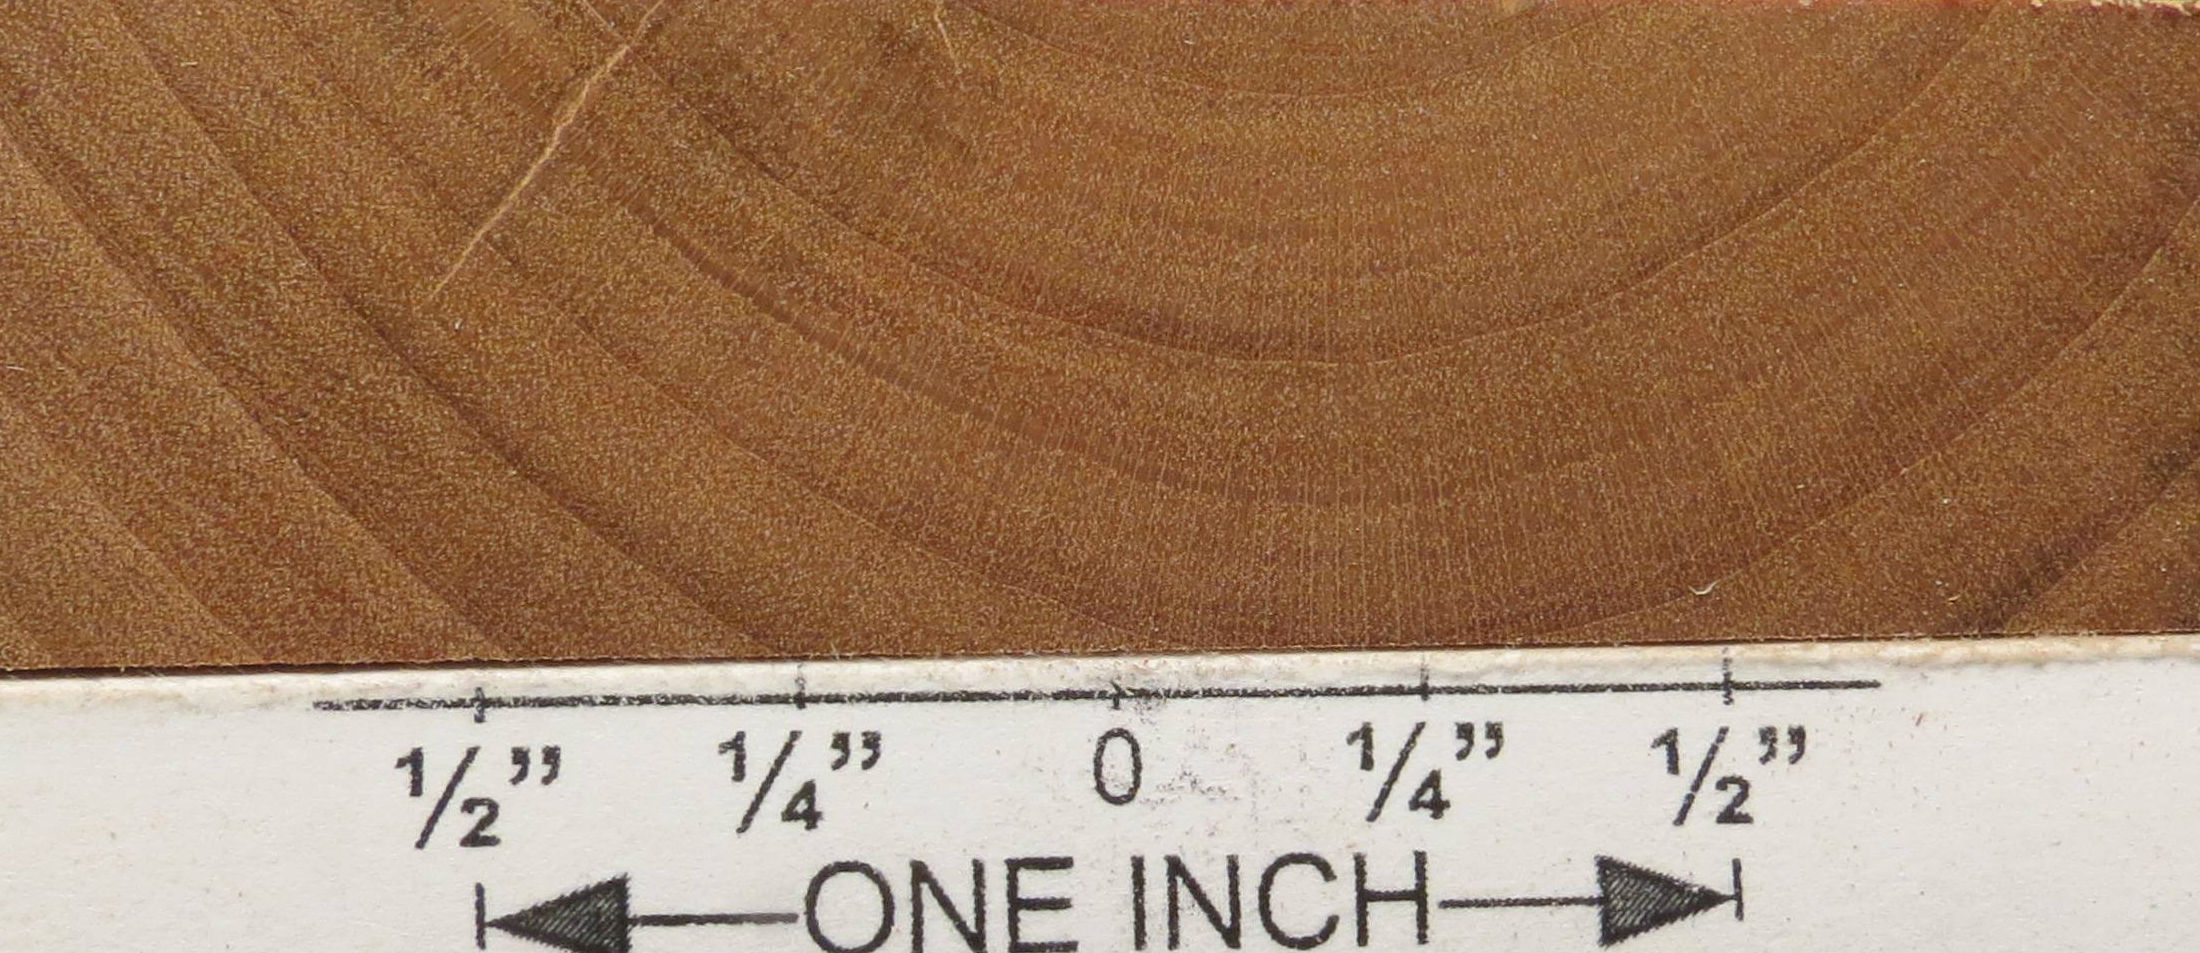 1/2” 1/4” 0 1/4” 1/2”
ONE INCH